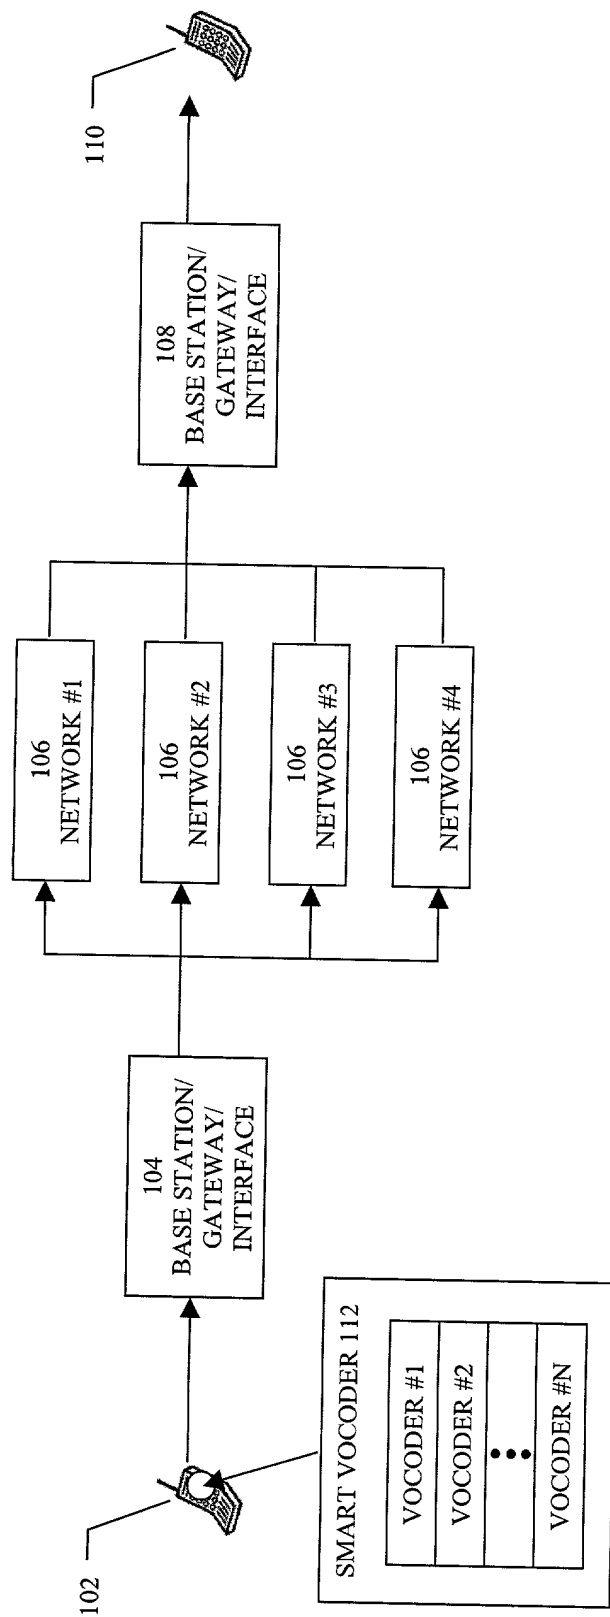 102
SMART VOCODER 112
VOCODER #1
VOCODER #2
VOCODER #N
104
BASE STATION/
GATEWAY/
INTERFACE
106
NETWORK #1
106
NETWORK #2
106
NETWORK #3
106
NETWORK #4
108
BASE STATION/
GATEWAY/
INTERFACE
110